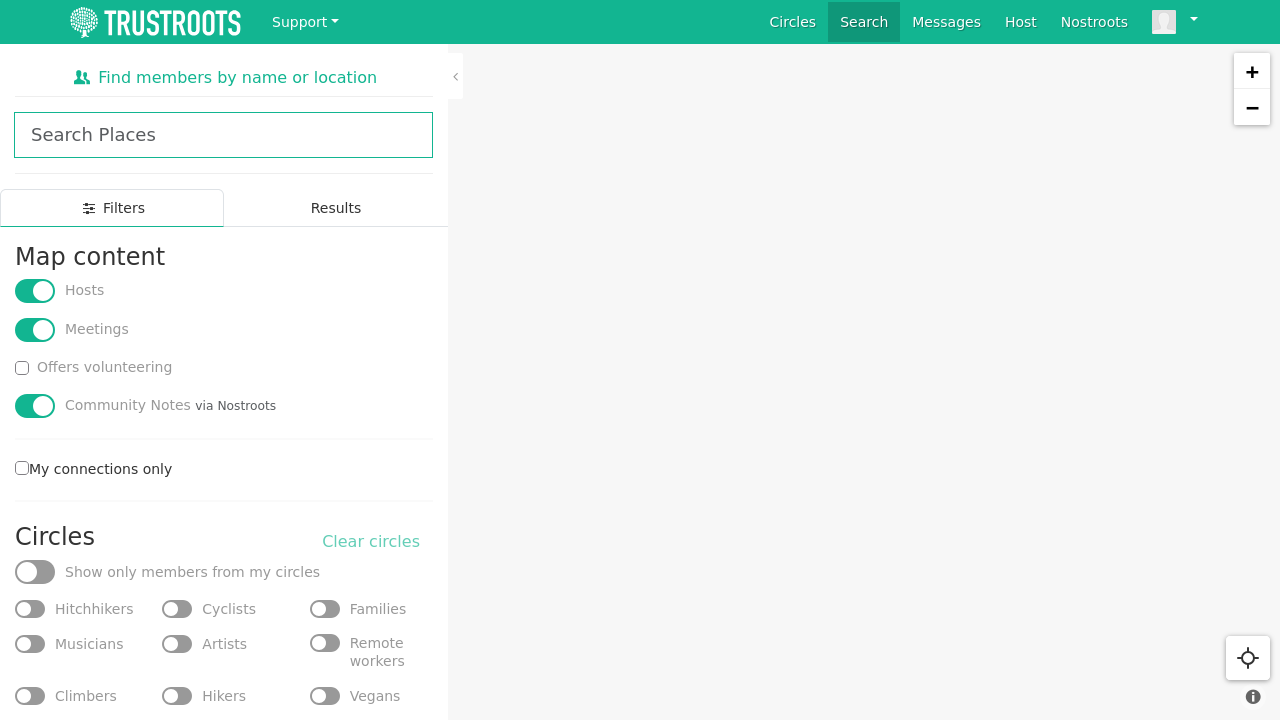 TRUSTROOTS
Support
Circles
Search
Messages
Host
Nostroots
Find members by name or location
Search Places
Filters
Results
Map content
Hosts
Meetings
Offers volunteering
Community Notes via Nostroots
My connections only
Circles
Clear circles
Show only members from my circles
Hitchhikers
Cyclists
Families
Musicians
Artists
Remote
workers
Climbers
Hikers
Vegans
+
−